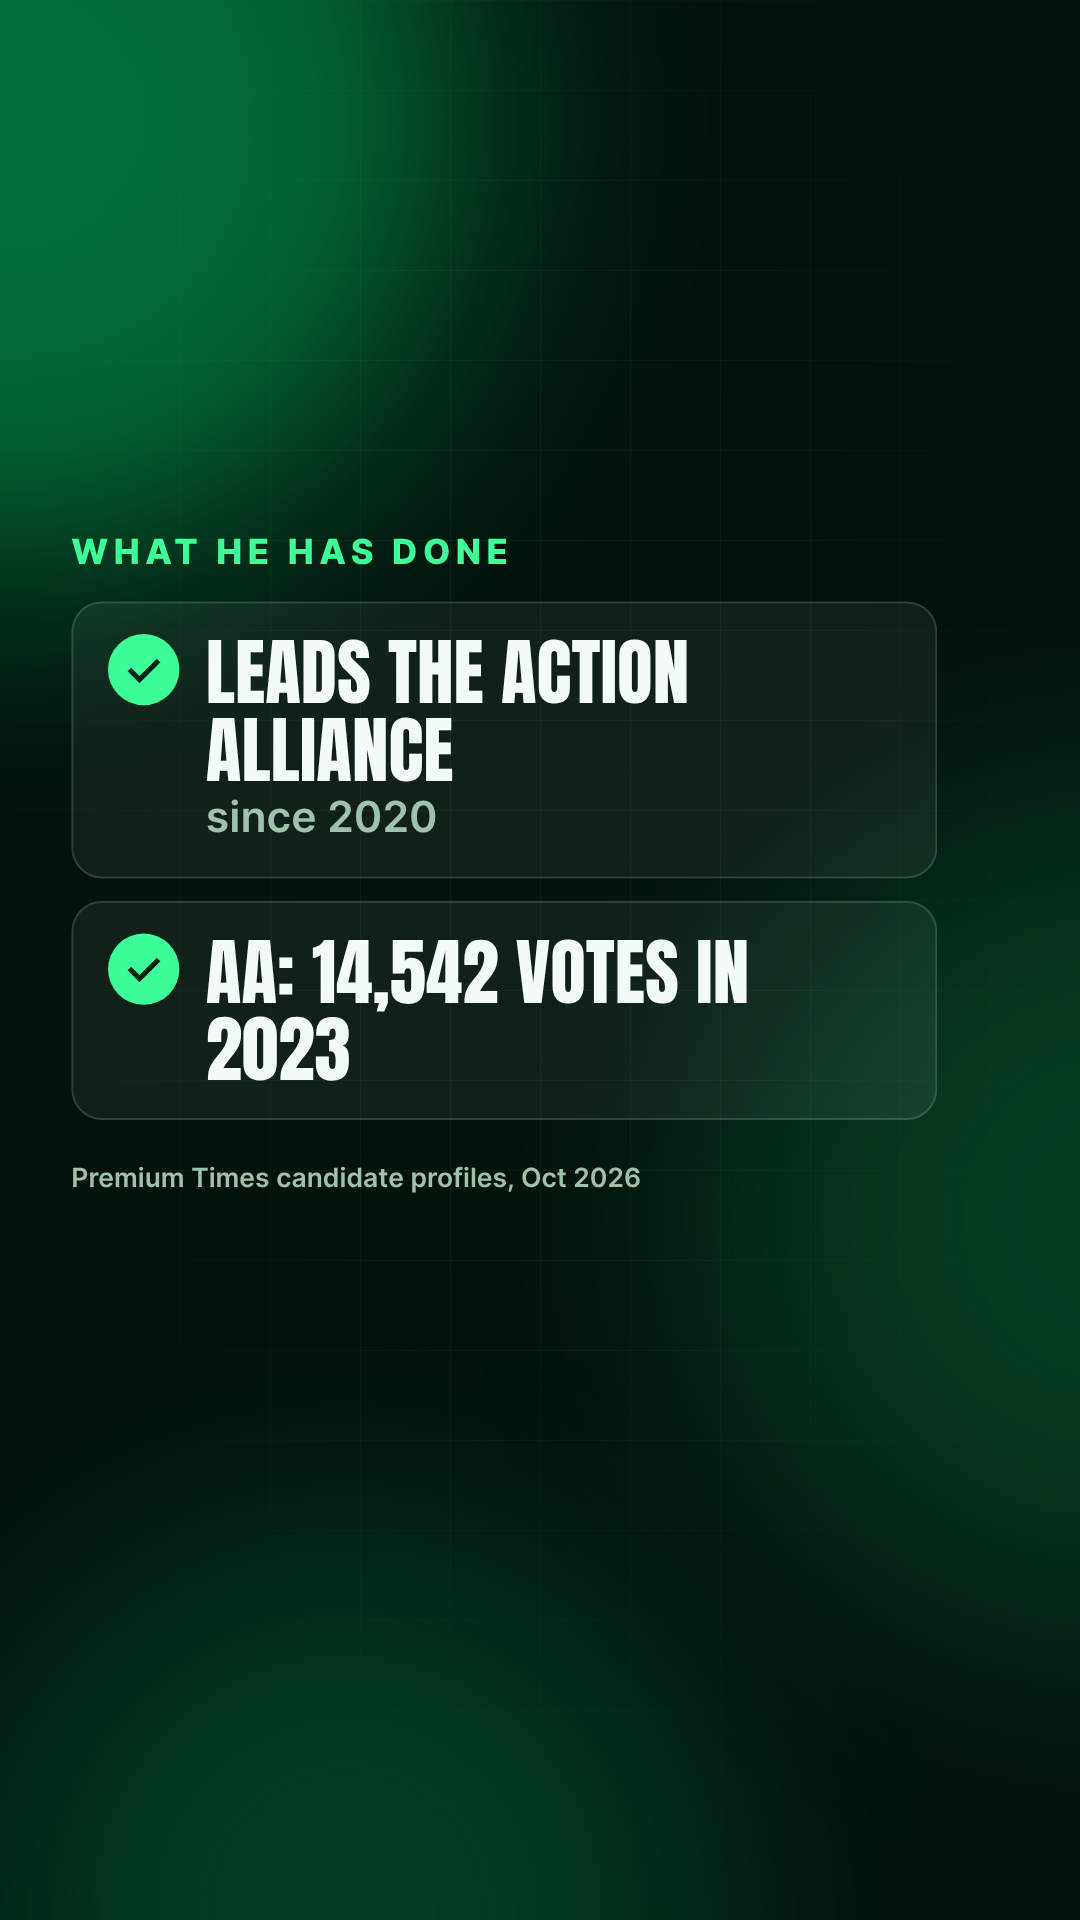 WHAT HE HAS DONE
LEADS THE ACTION
ALLIANCE
since 2020
AA: 14,542 VOTES IN
2023
Premium Times candidate profiles, Oct 2026